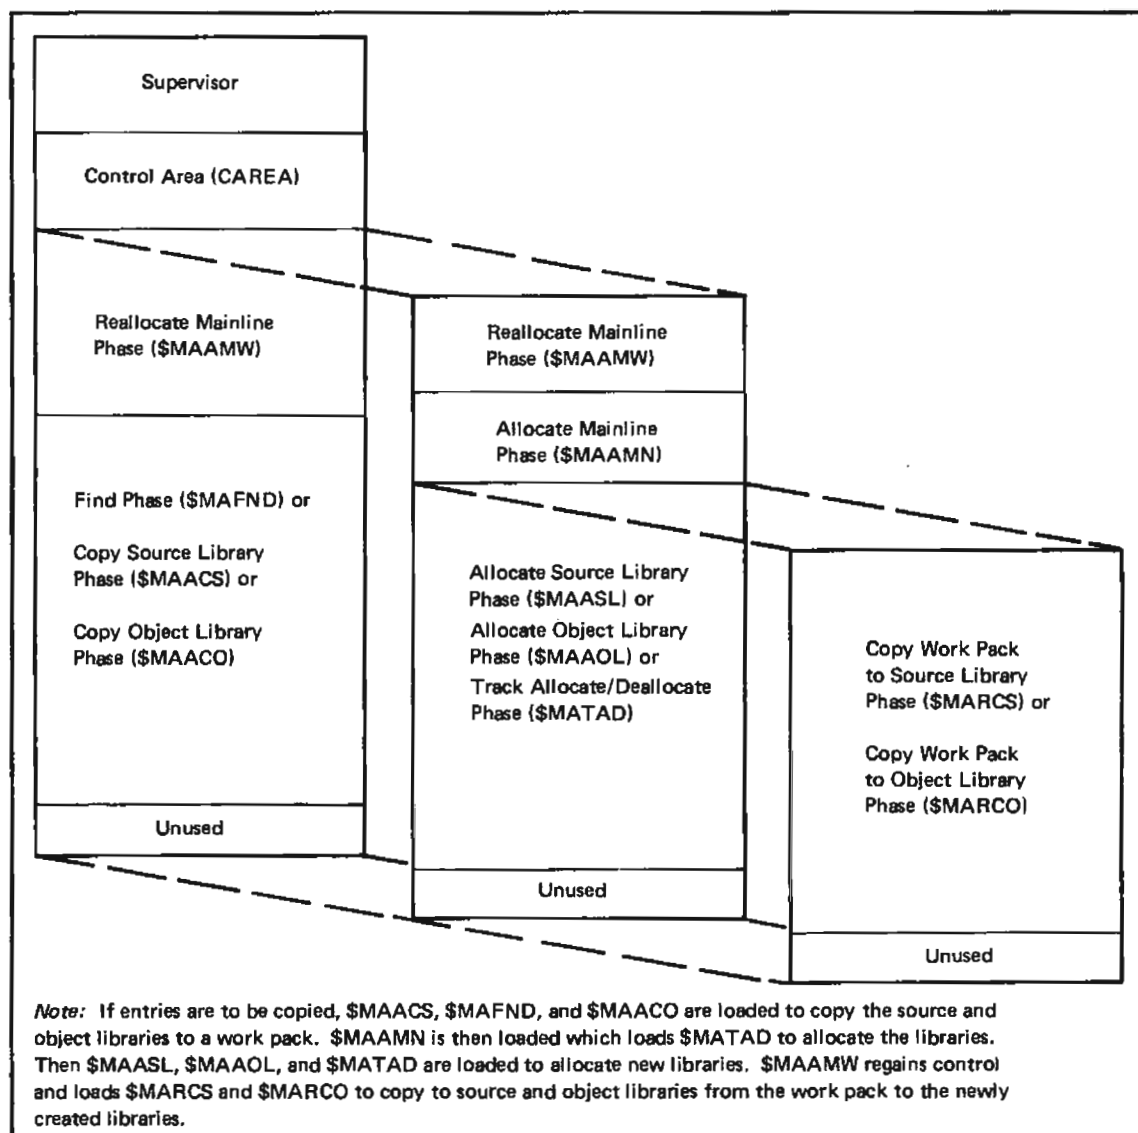 Supervisor
Control Area (CAREA)
Reallocate Mainline
Phase ($MAAMW)
Find Phase ($MAFND) or
Copy Source Library
Phase ($MAACS) or
Copy Object Library
Phase ($MAACO)
Unused
Reallocate Mainline
Phase ($MAAMW)
Allocate Mainline
Phase ($MAAMN)
Allocate Source Library
Phase ($MAASL) or
Allocate Object Library
Phase ($MAAOL) or
Track Allocate/Deallocate
Phase ($MATAD)
Unused
Copy Work Pack
to Source Library
Phase ($MARCS) or
Copy Work Pack
to Object Library
Phase ($MARCO)
Unused
Note: If entries are to be copied, $MAACS, $MAFND, and $MAACO are loaded to copy the source and
object libraries to a work pack. $MAAMN is then loaded which loads $MATAD to allocate the libraries.
Then $MAASL, $MAAOL, and $MATAD are loaded to allocate new libraries. $MAAMW regains control
and loads $MARCS and $MARCO to copy to source and object libraries from the work pack to the newly
created libraries.